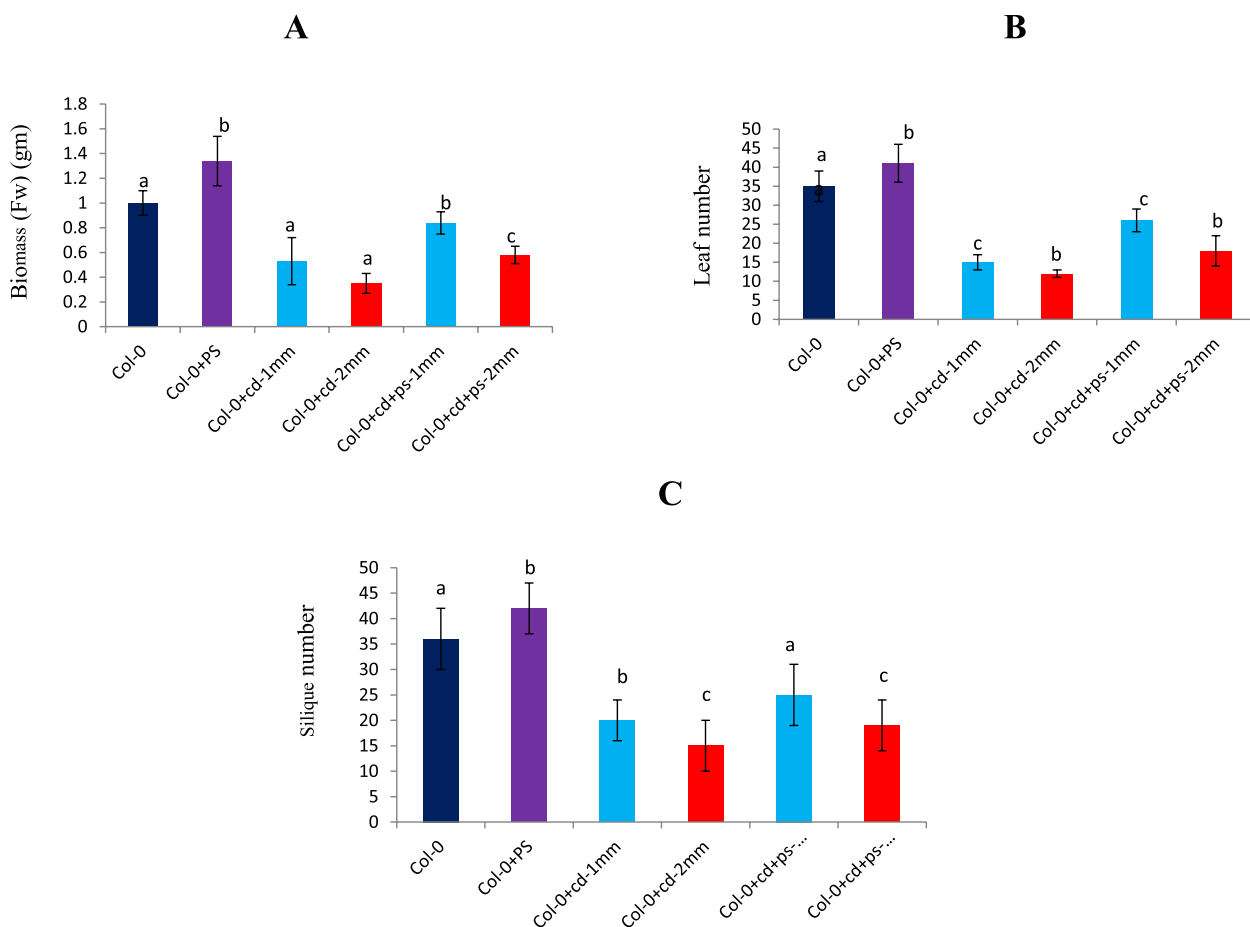 A
Biomass (Fw) (gm)
1.8
1.6
1.4
1.2
1
0.8
0.6
0.4
0.2
0
a
b
a
a
b
c
Col-0
Col-0+PS
Col-0+cd-1mm
Col-0+cd-2mm
Col-0+cd+ps-1mm
Col-0+cd+ps-2mm
B
Leaf number
50
45
40
35
30
25
20
15
10
5
0
a
a
b
c
b
c
b
Col-0
Col-0+PS
Col-0+cd-1mm
Col-0+cd-2mm
Col-0+cd+ps-1mm
Col-0+cd+ps-2mm
C
Silique number
50
45
40
35
30
25
20
15
10
5
0
a
b
b
c
a
c
Col-0
Col-0+PS
Col-0+cd-1mm
Col-0+cd-2mm
Col-0+cd+ps-...
Col-0+cd+ps-...